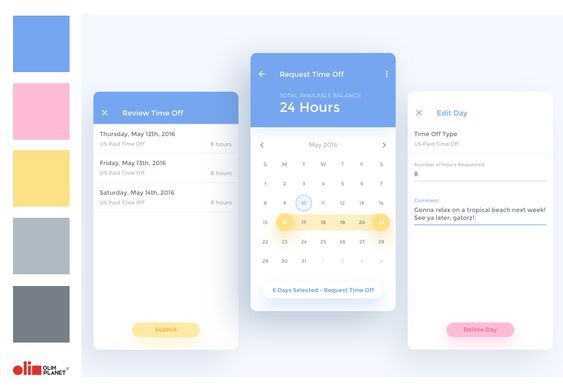 Review Time Off
Thursday, May 12th, 2016
US Paid Time Off 8 hours
Friday, May 13th, 2016
US Paid Time Off 8 hours
Saturday, May 14th, 2016
US Paid Time Off 8 hours
Submit
Request Time Off
TOTAL AVAILABLE BALANCE
24 Hours
May 2016
S M T W T F S
1 2 3 4 5 6 7
8 9 10 11 12 13 14
15 16 17 18 19 20 21
22 23 24 25 26 27 28
29 30 31 1 2 3 4
6 Days Selected - Request Time Off
Edit Day
Time Off Type
US Paid Time Off
Number of Hours Requested
8
Comment
Gonna relax on a tropical beach next week!
See ya later, gatorz!
Delete Day
olim OLIM
PLANET